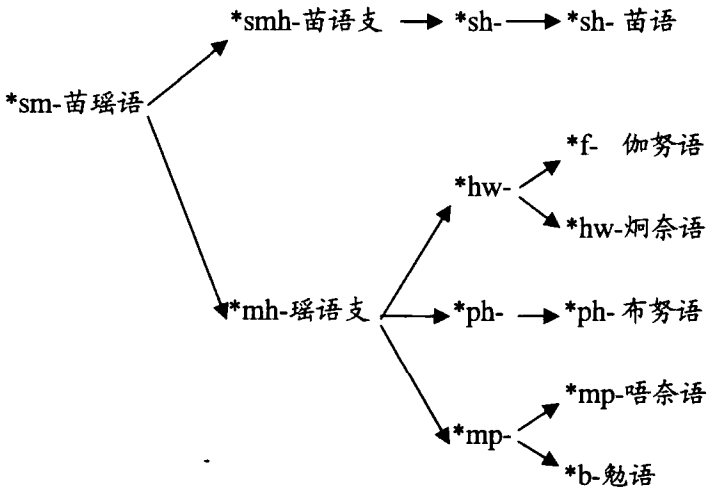 *smh-苗语支 → *sh- → *sh- 苗语
*sm-苗瑶语
*f- 伽努语
*hw-
*hw-炯奈语
*mh-瑶语支 → *ph- → *ph- 布努语
*mp-唔奈语
*mp-
*b-勉语